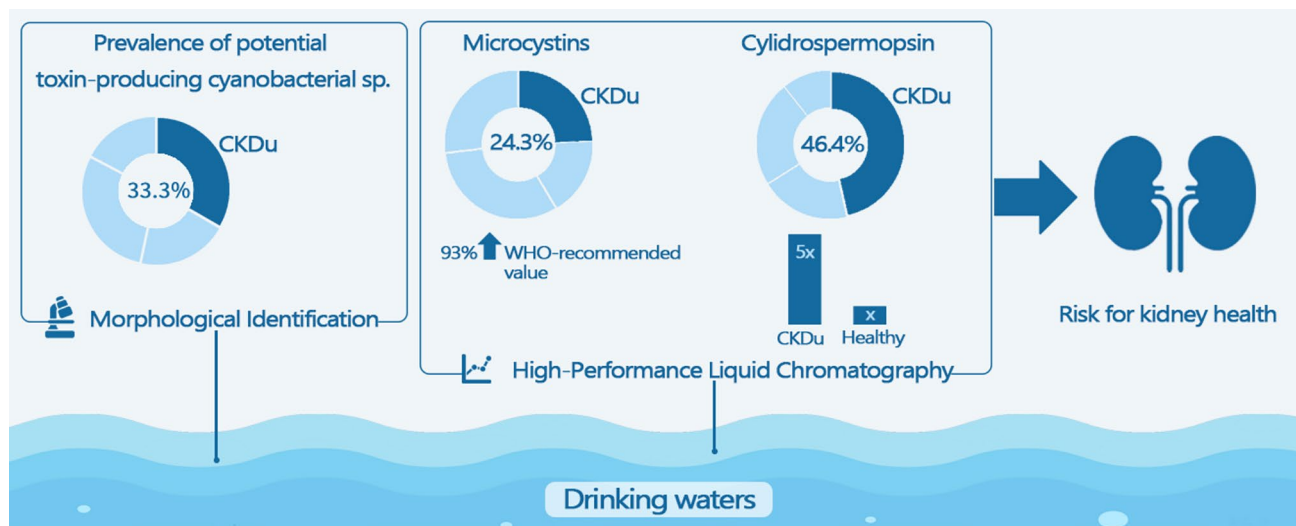 Prevalence of potential
toxin-producing cyanobacterial sp.
CKDu
33.3%
Morphological Identification
Microcystins
CKDu
24.3%
93% WHO-recommended
value
Cylidrospermopsin
CKDu
46.4%
5x
x
CKDu Healthy
High-Performance Liquid Chromatography
Risk for kidney health
Drinking waters